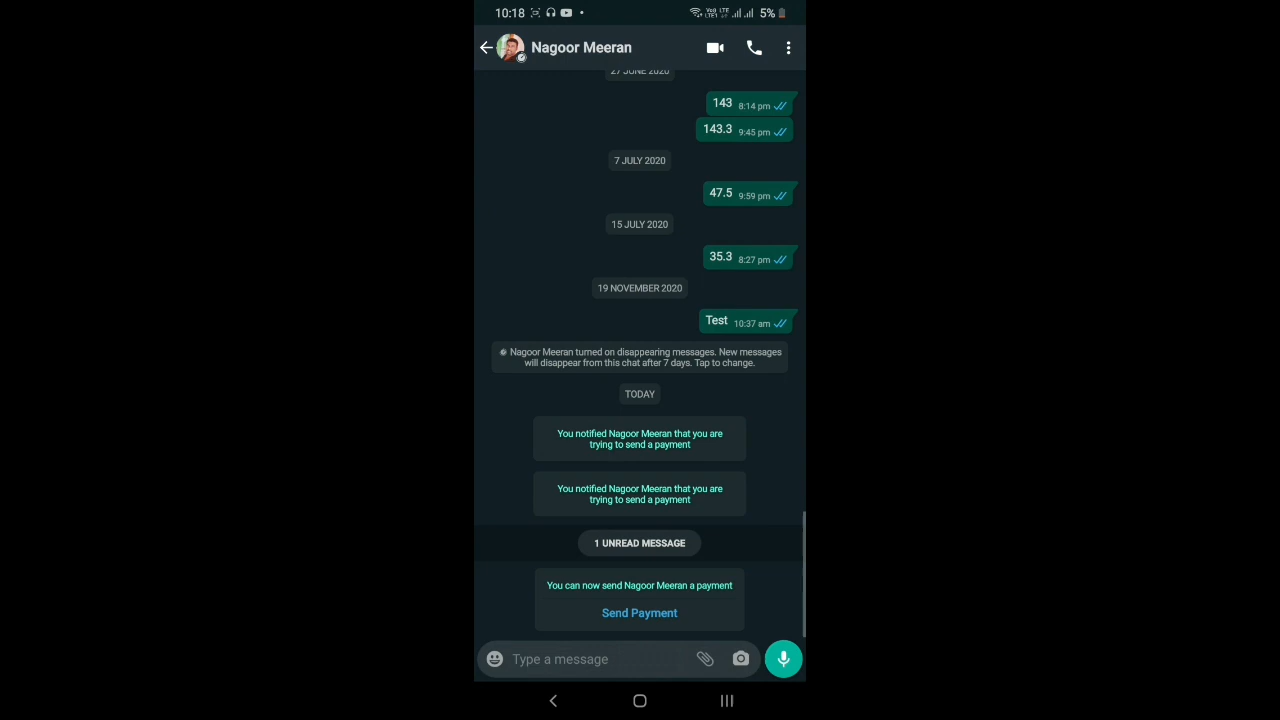 10:18 5%
Nagoor Meeran
27 JUNE 2020
143 8:14 pm
143.3 9:45 pm
7 JULY 2020
47.5 9:59 pm
15 JULY 2020
35.3 8:27 pm
19 NOVEMBER 2020
Test 10:37 am
Nagoor Meeran turned on disappearing messages. New messages
will disappear from this chat after 7 days. Tap to change.
TODAY
You notified Nagoor Meeran that you are
trying to send a payment
You notified Nagoor Meeran that you are
trying to send a payment
1 UNREAD MESSAGE
You can now send Nagoor Meeran a payment
Send Payment
Type a message